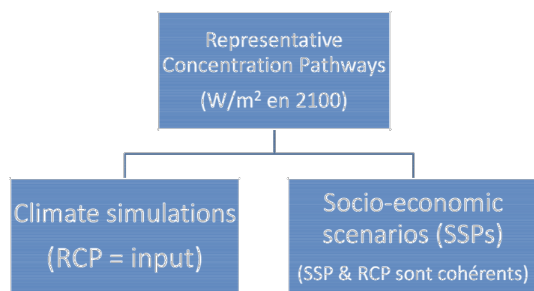 Representative
Concentration Pathways
(W/m² en 2100)
Climate simulations
(RCP = input)
Socio-economic
scenarios (SSPs)
(SSP & RCP sont cohérents)